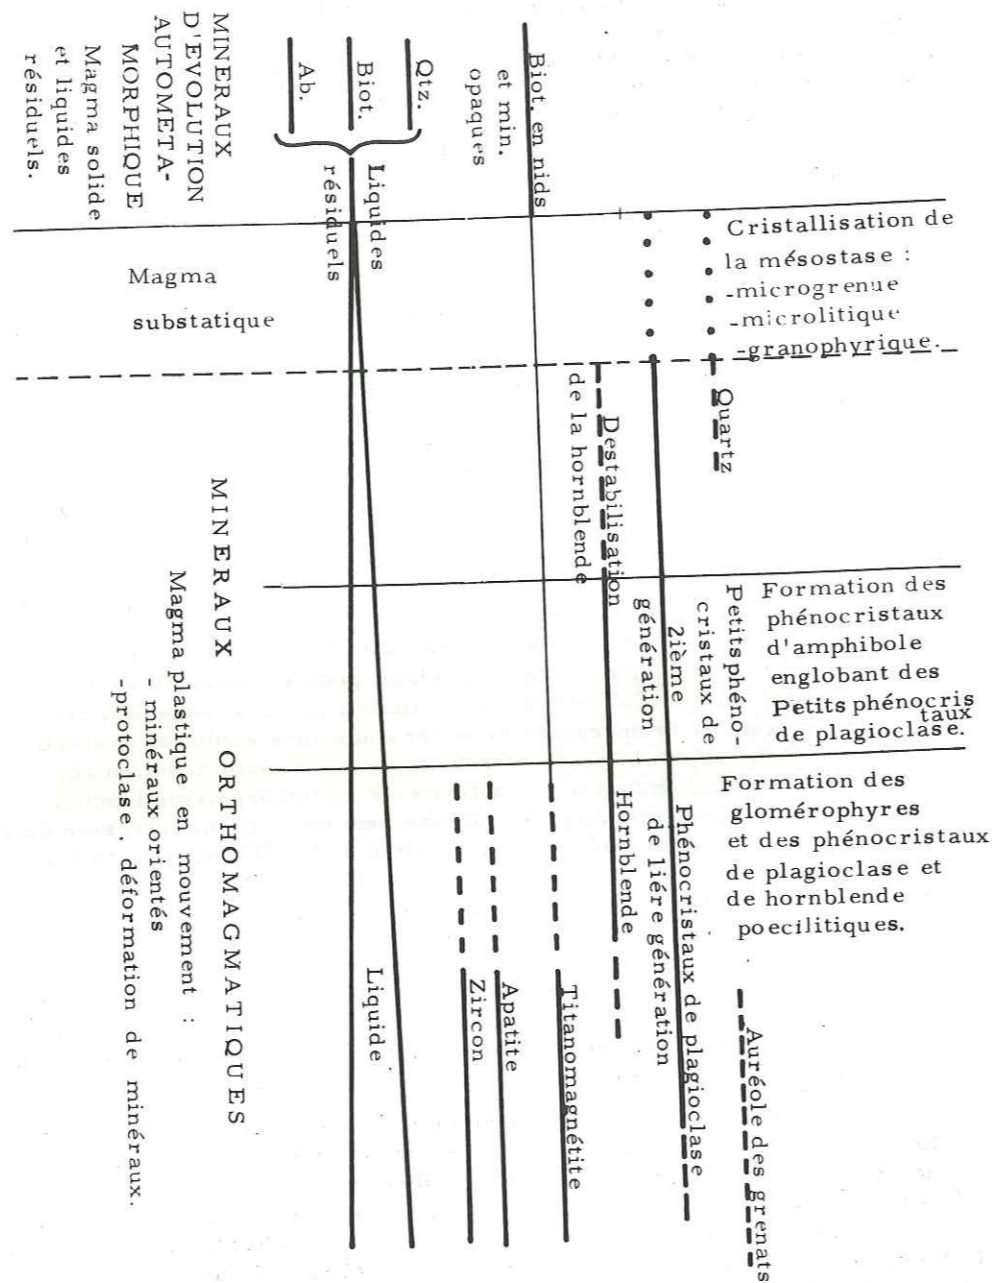 MINERAUX
D'EVOLUTION
AUTOMETA-
MORPHIQUE
Magma solide
et liquides
résiduels.
Qtz.
Biot.
Ab.
Liquides
résiduels
Biot. en nids
et min.
opaques
Cristallisation de
la mésostase :
-microgrenue
-microlitique
-granophyrique.
Magma
substatique
Quartz
Destabilisation
de la hornblende
Formation des
phénocristaux
d'amphibole
englobant des
Petits phénocris
taux
de plagioclase.
Petits phéno-
cristaux de
2ième
génération
Formation des
glomérophyres
et des phénocristaux
de plagioclase et
de hornblende
poecilitiques.
MINERAUX ORTHOMAGMATIQUES
Magma plastique en mouvement :
- minéraux orientés
-protoclase, déformation de minéraux.
Auréole des grenats
Phénocristaux de plagioclase
de lière génération
Hornblende
Titanomagnétite
Apatite
Zircon
Liquide